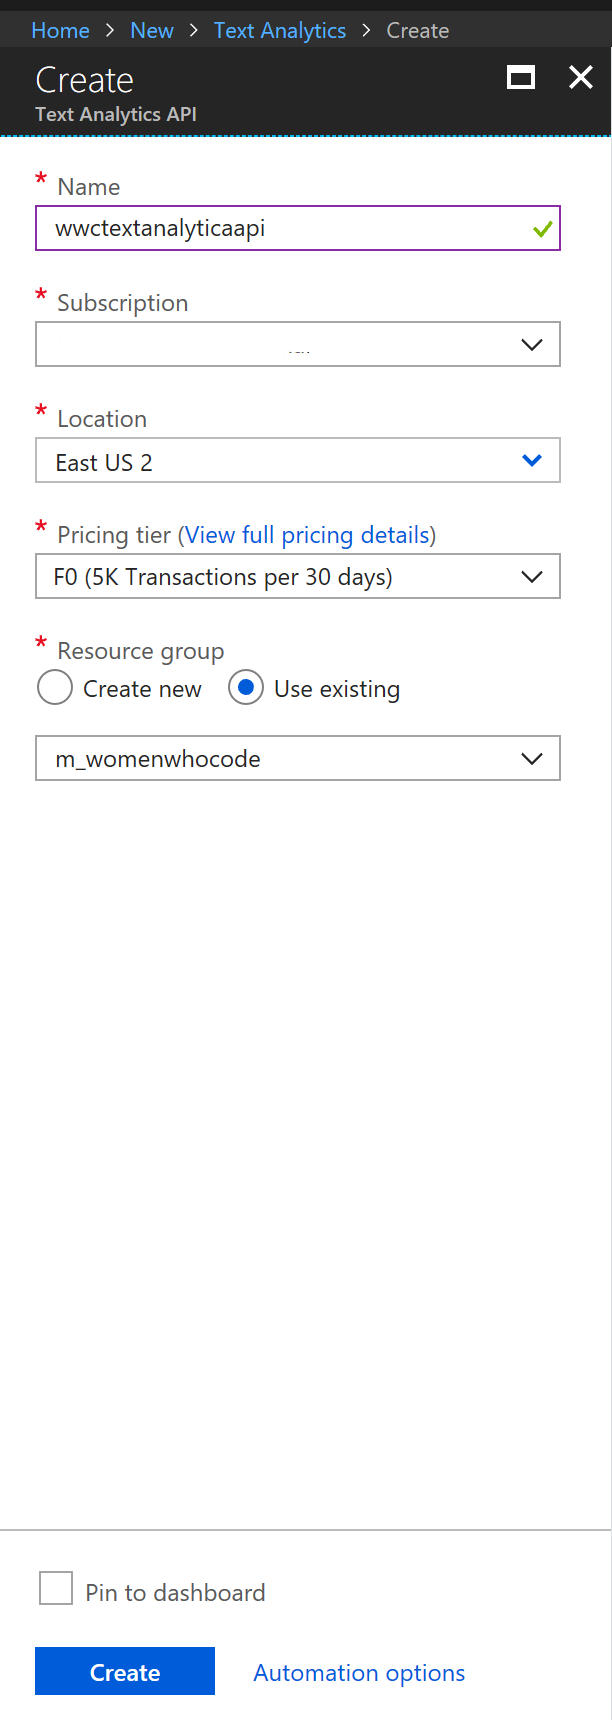 Home > New > Text Analytics > Create
Create
Text Analytics API
* Name
wwctextanalyticaapi
* Subscription
* Location
East US 2
* Pricing tier (View full pricing details)
F0 (5K Transactions per 30 days)
* Resource group
Create new Use existing
m_womenwhocode
Pin to dashboard
Create Automation options